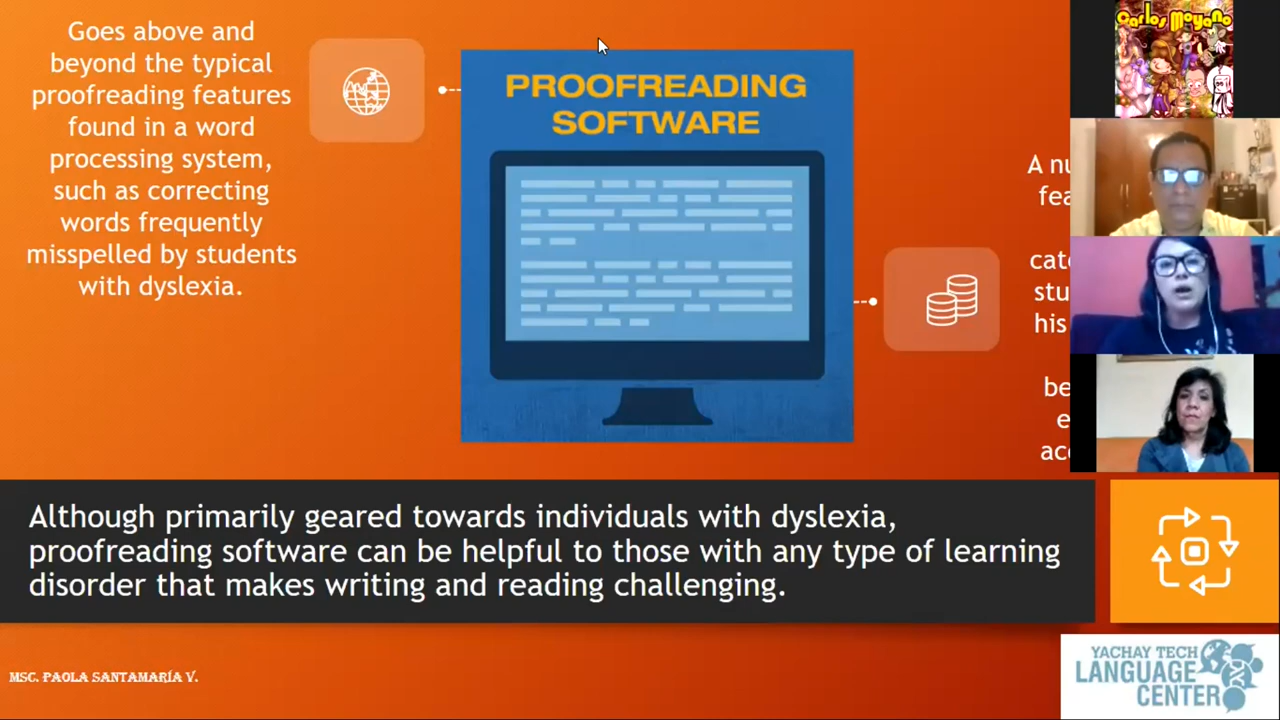 Goes above and
beyond the typical
proofreading features
found in a word
processing system,
such as correcting
words frequently
misspelled by students
with dyslexia.
PROOFREADING
SOFTWARE
A
stu
his
be
Carlos Moyano
Although primarily geared towards individuals with dyslexia,
proofreading software can be helpful to those with any type of learning
disorder that makes writing and reading challenging.
MSC. PAOLA SANTAMARÍA V.
YACHAY TECH
LANGUAGE
CENTER